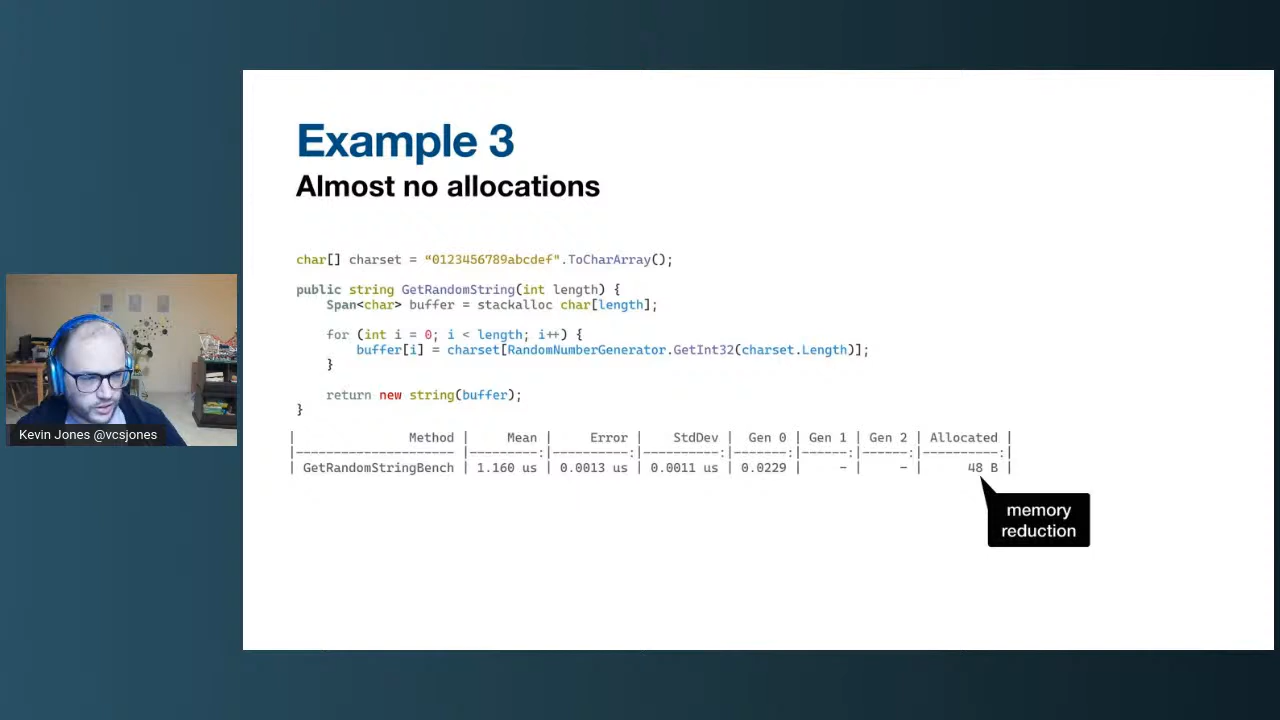 Example 3
Almost no allocations
char[] charset = “0123456789abcdef".ToCharArray();
public string GetRandomString(int length) {
Span<char> buffer = stackalloc char[length];
for (int i = 0; i < length; i++) {
buffer[i] = charset[RandomNumberGenerator.GetInt32(charset.Length)];
}
return new string(buffer);
}
| Method | Mean | Error | StdDev | Gen 0 | Gen 1 | Gen 2 | Allocated |
|--------------------- |---------:|----------:|----------:|-------:|------:|------:|----------:|
| GetRandomStringBench | 1.160 us | 0.0013 us | 0.0011 us | 0.0229 | - | - | 48 B |
memory
reduction
Kevin Jones @vcsjones